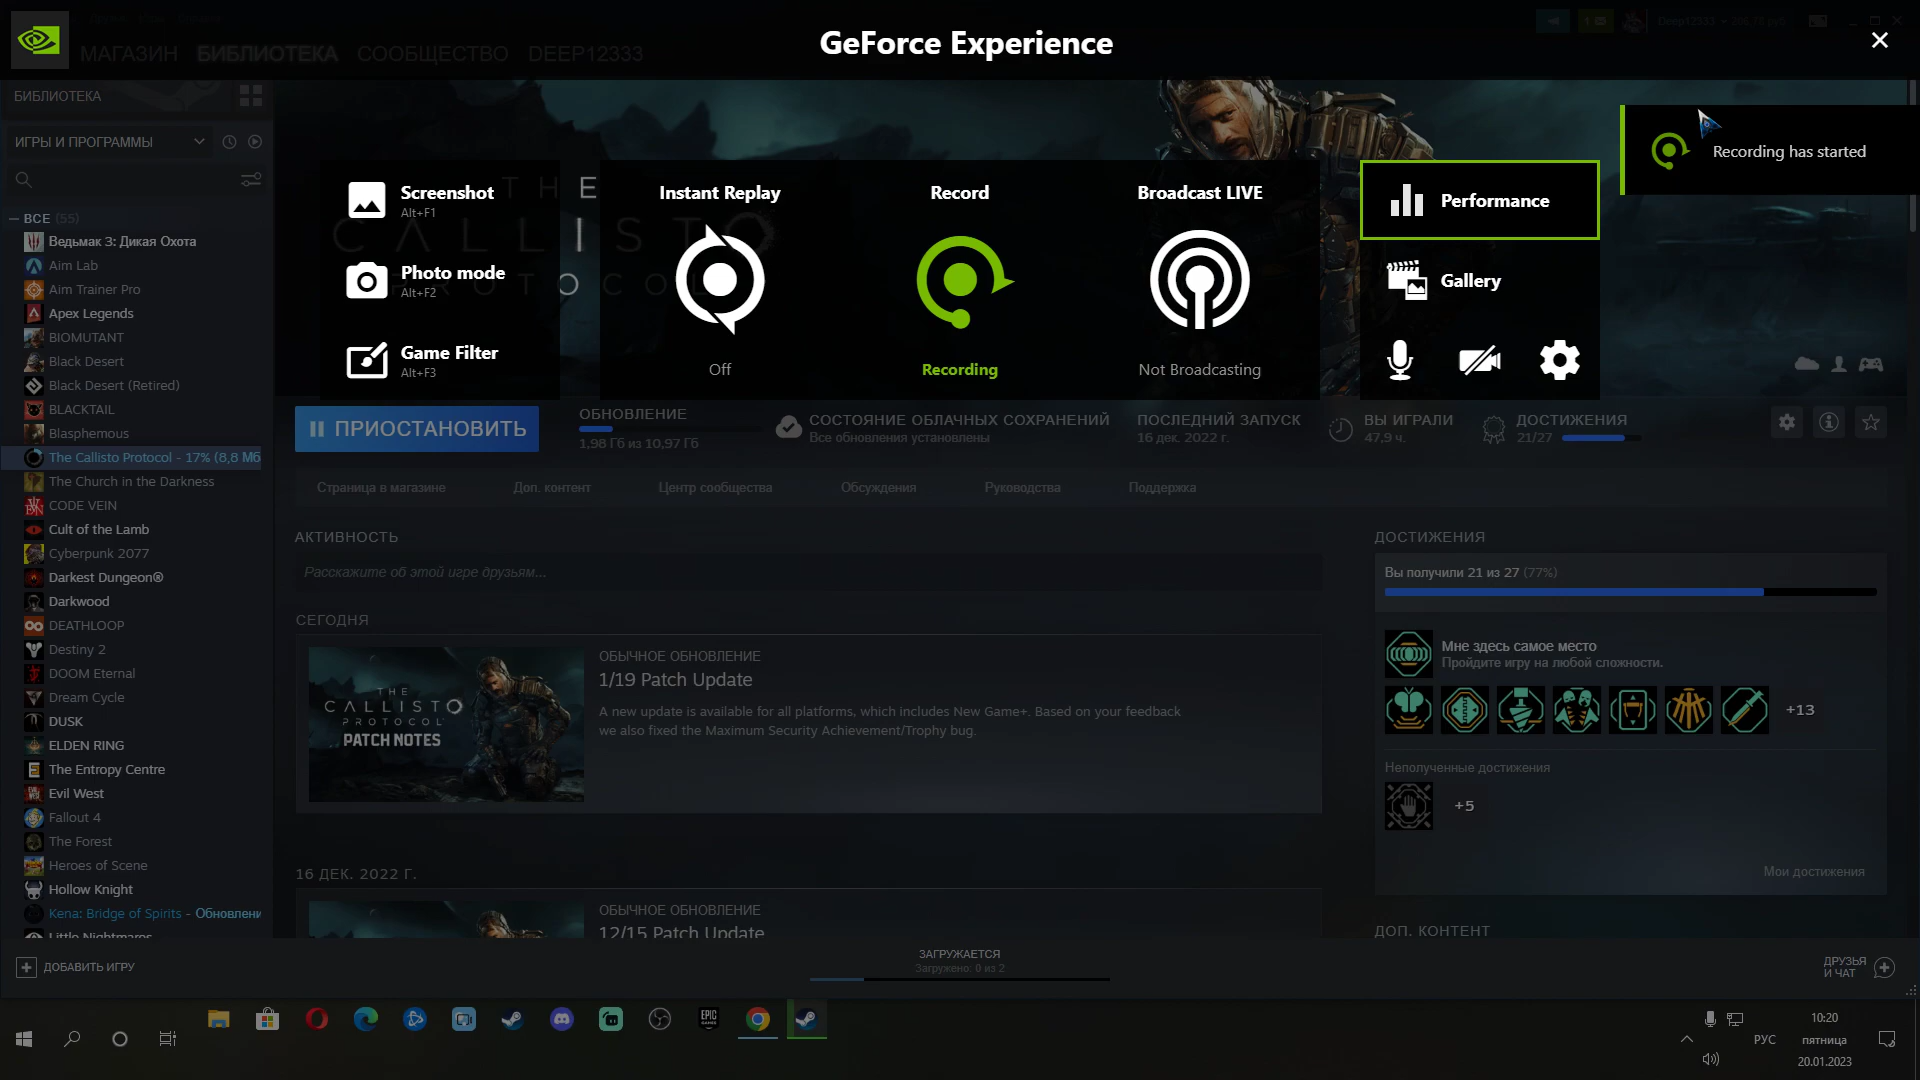 GeForce Experience
МАГАЗИН
БИБЛИОТЕКА
СООБЩЕСТВО
DEEP12333
БИБЛИОТЕКА
ИГРЫ И ПРОГРАММЫ
ВСЕ (55)
Ведьмак 3: Дикая Охота
Aim Lab
Aim Trainer Pro
Apex Legends
BIOMUTANT
Black Desert
Black Desert (Retired)
BLACKTAIL
Blasphemous
The Callisto Protocol - 17% (8,8 Мб
The Church in the Darkness
CODE VEIN
Cult of the Lamb
Cyberpunk 2077
Darkest Dungeon®
Darkwood
DEATHLOOP
Destiny 2
DOOM Eternal
Dream Cycle
DUSK
ELDEN RING
The Entropy Centre
Evil West
Fallout 4
The Forest
Heroes of Scene
Hollow Knight
Kena: Bridge of Spirits - Обновлени
Little Nightmares
ДОБАВИТЬ ИГРУ
Screenshot
Alt+F1
Photo mode
Alt+F2
Game Filter
Alt+F3
THE
CALLISTO
PROTOCOL
Instant Replay
Off
Record
Recording
Broadcast LIVE
Not Broadcasting
Performance
Gallery
Recording has started
ПРИОСТАНОВИТЬ
ОБНОВЛЕНИЕ
1,98 Гб из 10,97 Гб
СОСТОЯНИЕ ОБЛАЧНЫХ СОХРАНЕНИЙ
Все обновления установлены
ПОСЛЕДНИЙ ЗАПУСК
16 дек. 2022 г.
ВЫ ИГРАЛИ
47,9 ч.
ДОСТИЖЕНИЯ
21/27
Страница в магазине
Доп. контент
Центр сообщества
Обсуждения
Руководства
Поддержка
АКТИВНОСТЬ
Расскажите об этой игре друзьям...
СЕГОДНЯ
THE
CALLISTO
PROTOCOL
PATCH NOTES
ОБЫЧНОЕ ОБНОВЛЕНИЕ
1/19 Patch Update
A new update is available for all platforms, which includes New Game+. Based on your feedback
we also fixed the Maximum Security Achievement/Trophy bug.
16 ДЕК. 2022 Г.
ОБЫЧНОЕ ОБНОВЛЕНИЕ
12/15 Patch Update
ДОСТИЖЕНИЯ
Вы получили 21 из 27 (77%)
Мне здесь самое место
Пройдите игру на любой сложности.
+13
Неполученные достижения
+5
Мои достижения
ДОП. КОНТЕНТ
ЗАГРУЖАЕТСЯ
Загружено: 0 из 2
ДРУЗЬЯ
И ЧАТ
EPIC
GAMES
РУС
10:20
пятница
20.01.2023